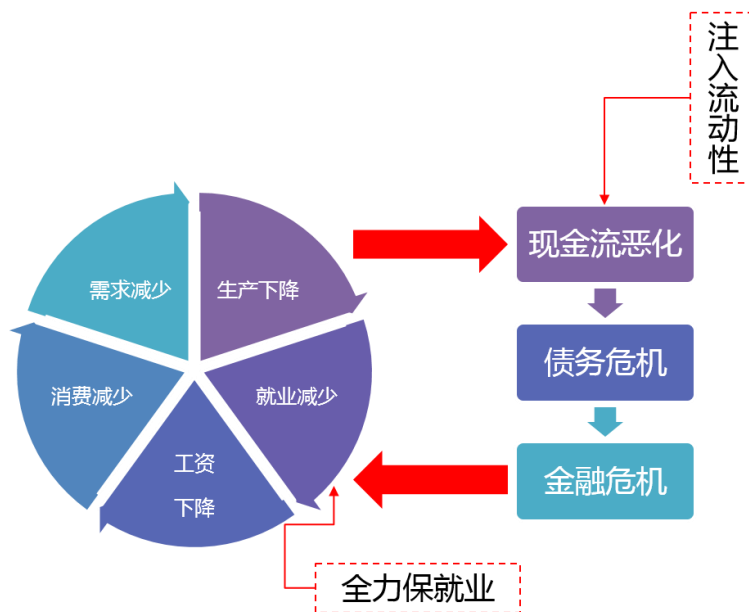 注入流动性
现金流恶化
需求减少
生产下降
债务危机
消费减少
就业减少
工资
下降
金融危机
全力保就业